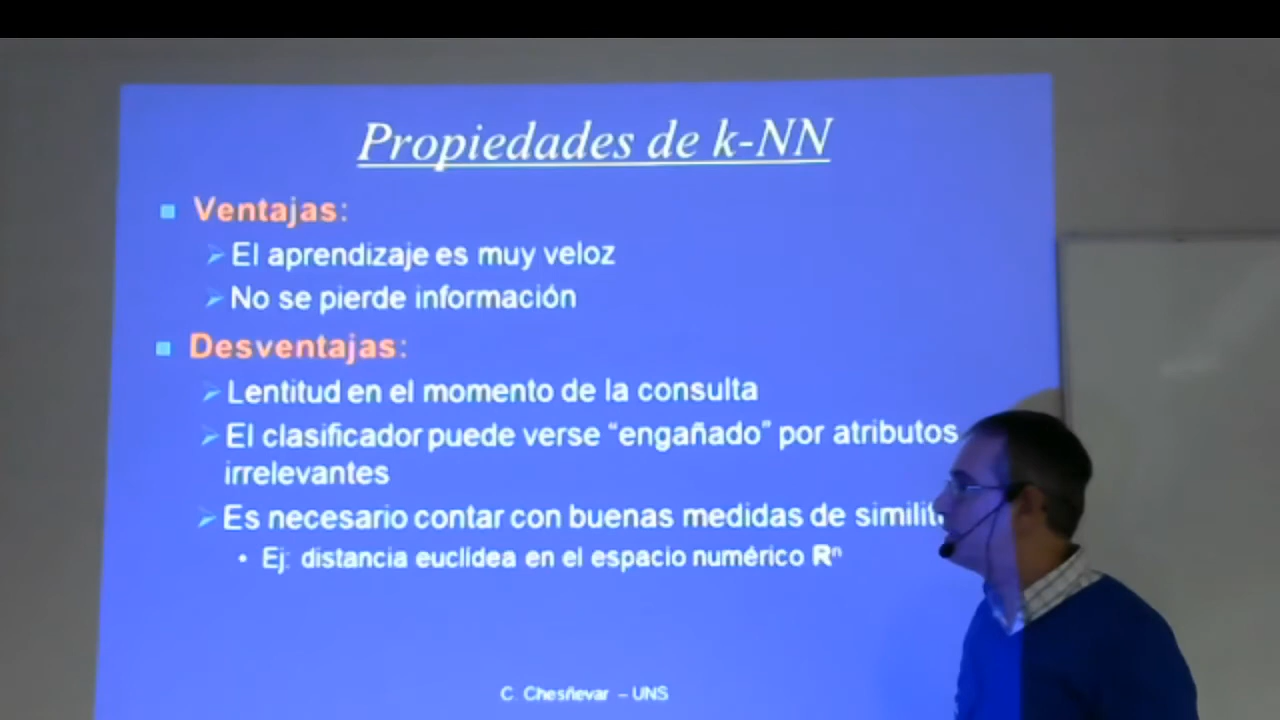 Propiedades de k-NN
Ventajas:
El aprendizaje es muy veloz
No se pierde información
Desventajas:
Lentitud en el momento de la consulta
El clasificador puede verse “engañado” por atributos
irrelevantes
Es necesario contar con buenas medidas de
Ej: distancia euclídea en el espacio numérico Rⁿ
C. Chesñevar – UNS